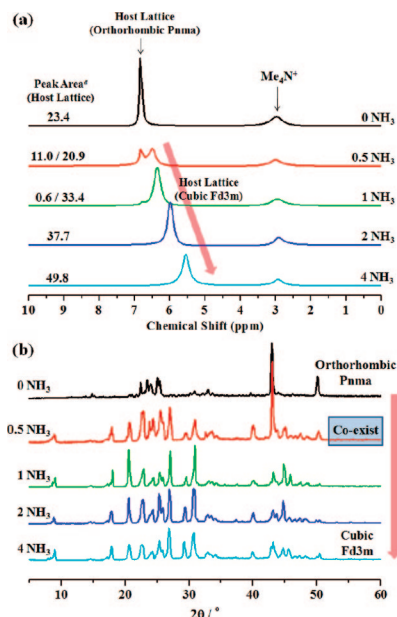 (a)
Host Lattice
(Orthorhombic Pnma)
Peak Area^a
(Host Lattice)
Me₄N⁺
23.4
0 NH₃
11.0 / 20.9
0.5 NH₃
Host Lattice
(Cubic Fd3m)
0.6 / 33.4
1 NH₃
37.7
2 NH₃
49.8
4 NH₃
10 9 8 7 6 5 4 3 2 1 0
Chemical Shift (ppm)
(b)
0 NH₃
Orthorhombic
Pnma
0.5 NH₃
Co-exist
1 NH₃
2 NH₃
Cubic
Fd3m
4 NH₃
5 10 20 30 40 50 60
2θ / °